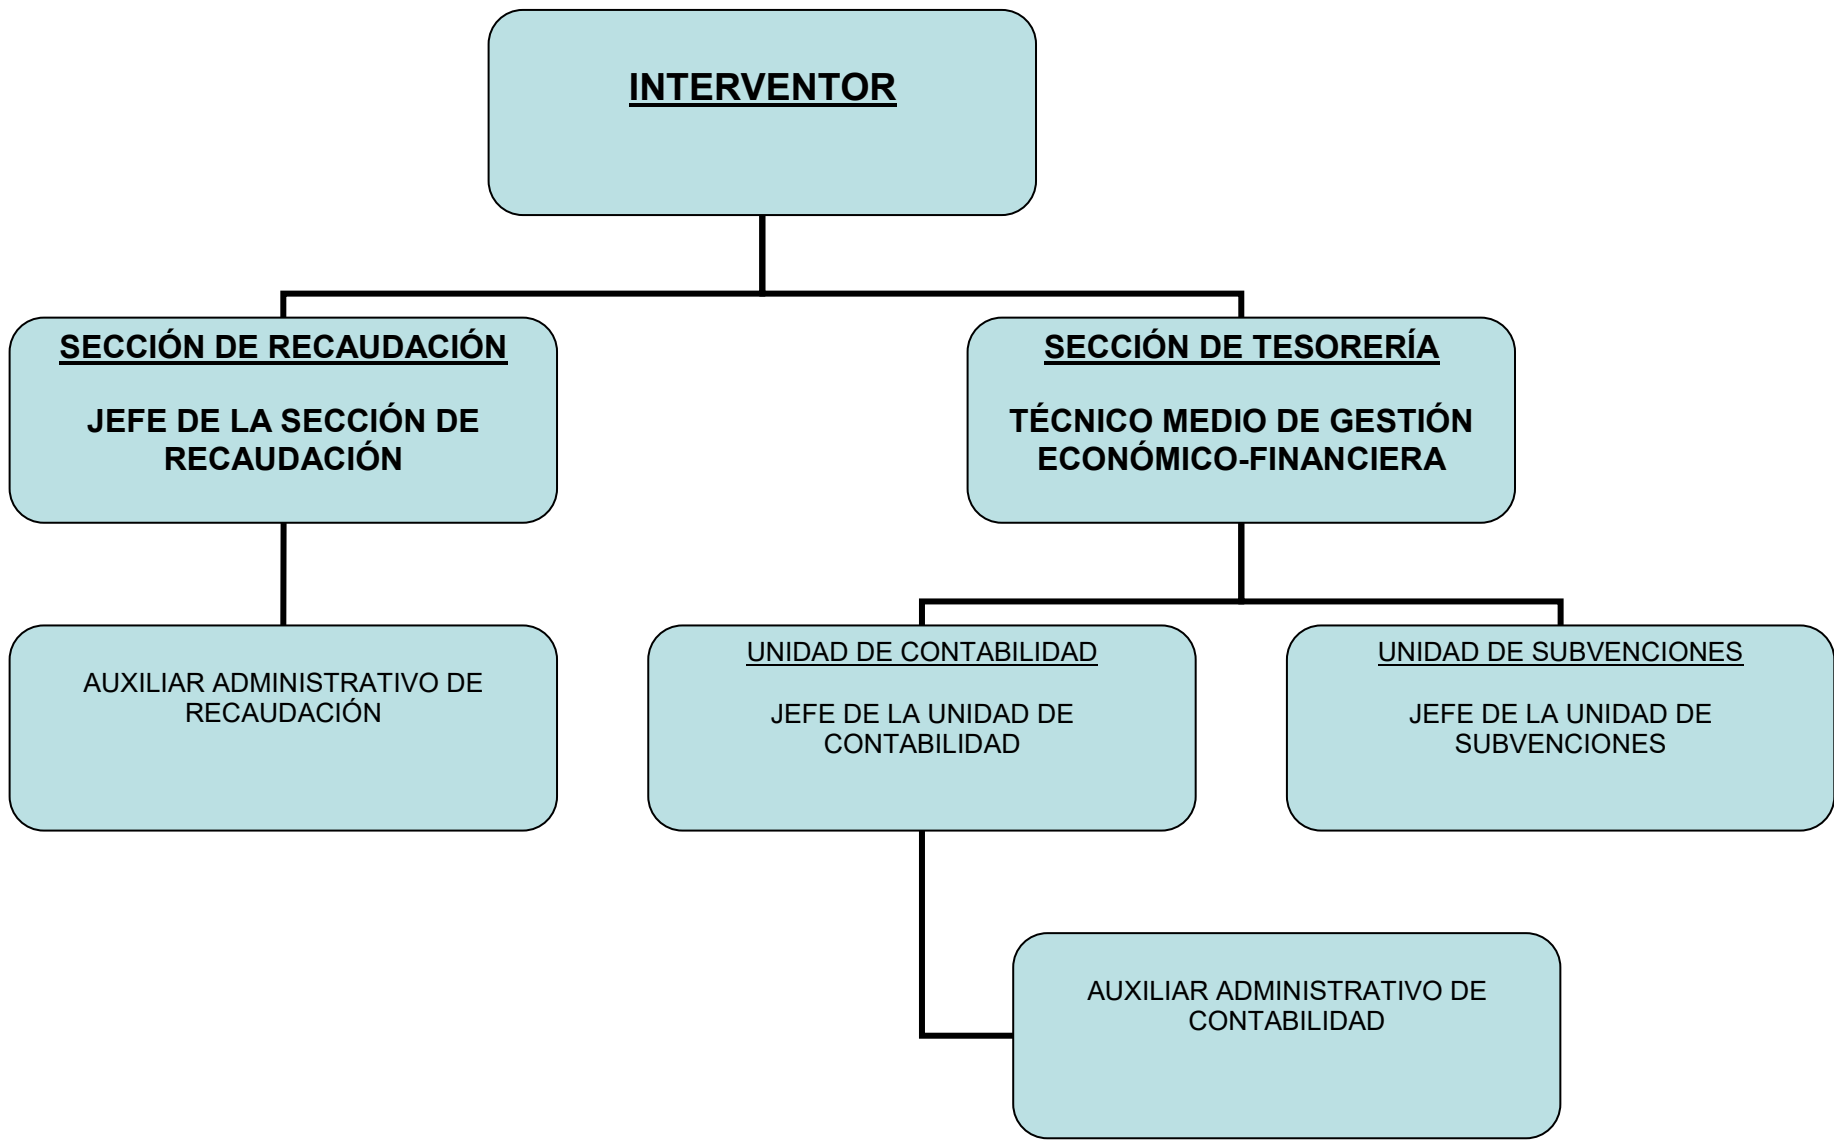 INTERVENTOR
SECCIÓN DE RECAUDACIÓN
JEFE DE LA SECCIÓN DE
RECAUDACIÓN
SECCIÓN DE TESORERÍA
TÉCNICO MEDIO DE GESTIÓN
ECONÓMICO-FINANCIERA
AUXILIAR ADMINISTRATIVO DE
RECAUDACIÓN
UNIDAD DE CONTABILIDAD
JEFE DE LA UNIDAD DE
CONTABILIDAD
UNIDAD DE SUBVENCIONES
JEFE DE LA UNIDAD DE
SUBVENCIONES
AUXILIAR ADMINISTRATIVO DE
CONTABILIDAD